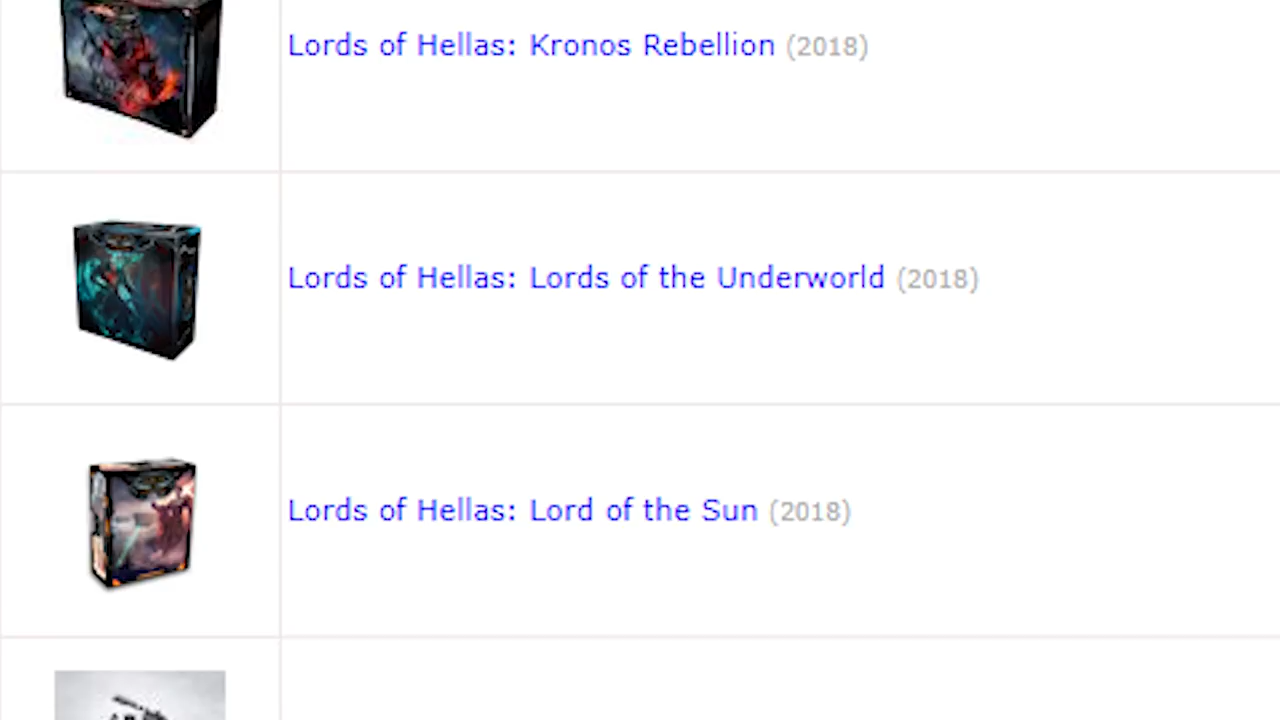 Lords of Hellas: Kronos Rebellion (2018)
Lords of Hellas: Lords of the Underworld (2018)
Lords of Hellas: Lord of the Sun (2018)